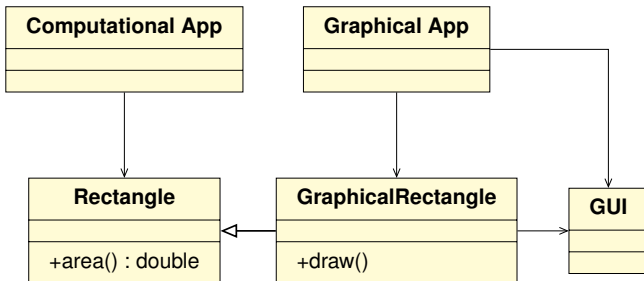 Computational App
Graphical App
Rectangle
+area() : double
GraphicalRectangle
+draw()
GUI